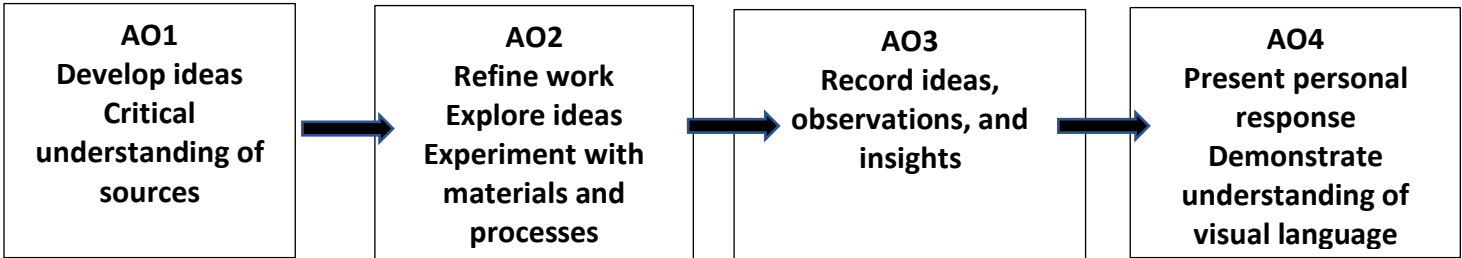 AO1
Develop ideas
Critical
understanding of
sources
AO2
Refine work
Explore ideas
Experiment with
materials and
processes
AO3
Record ideas,
observations, and
insights
AO4
Present personal
response
Demonstrate
understanding of
visual language